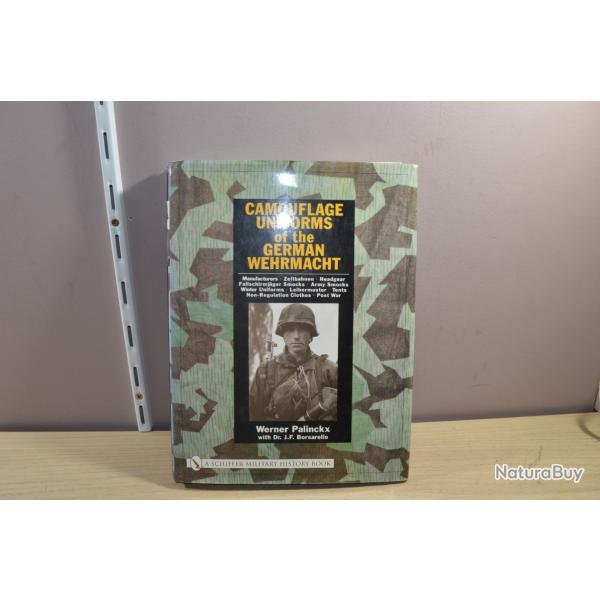 CAMOUFLAGE
UNIFORMS
of the
GERMAN
WEHRMACHT
Manufacturers Zeltbahnen Headgear
Fallschirmjäger Smocks Army Smocks
Winter Uniforms Leibermuster Tents
Non-Regulation Clothes Post War
Werner Palinckx
with Dr. J.F. Borsarello
A SCHIFFER MILITARY HISTORY BOOK
NaturaBuy